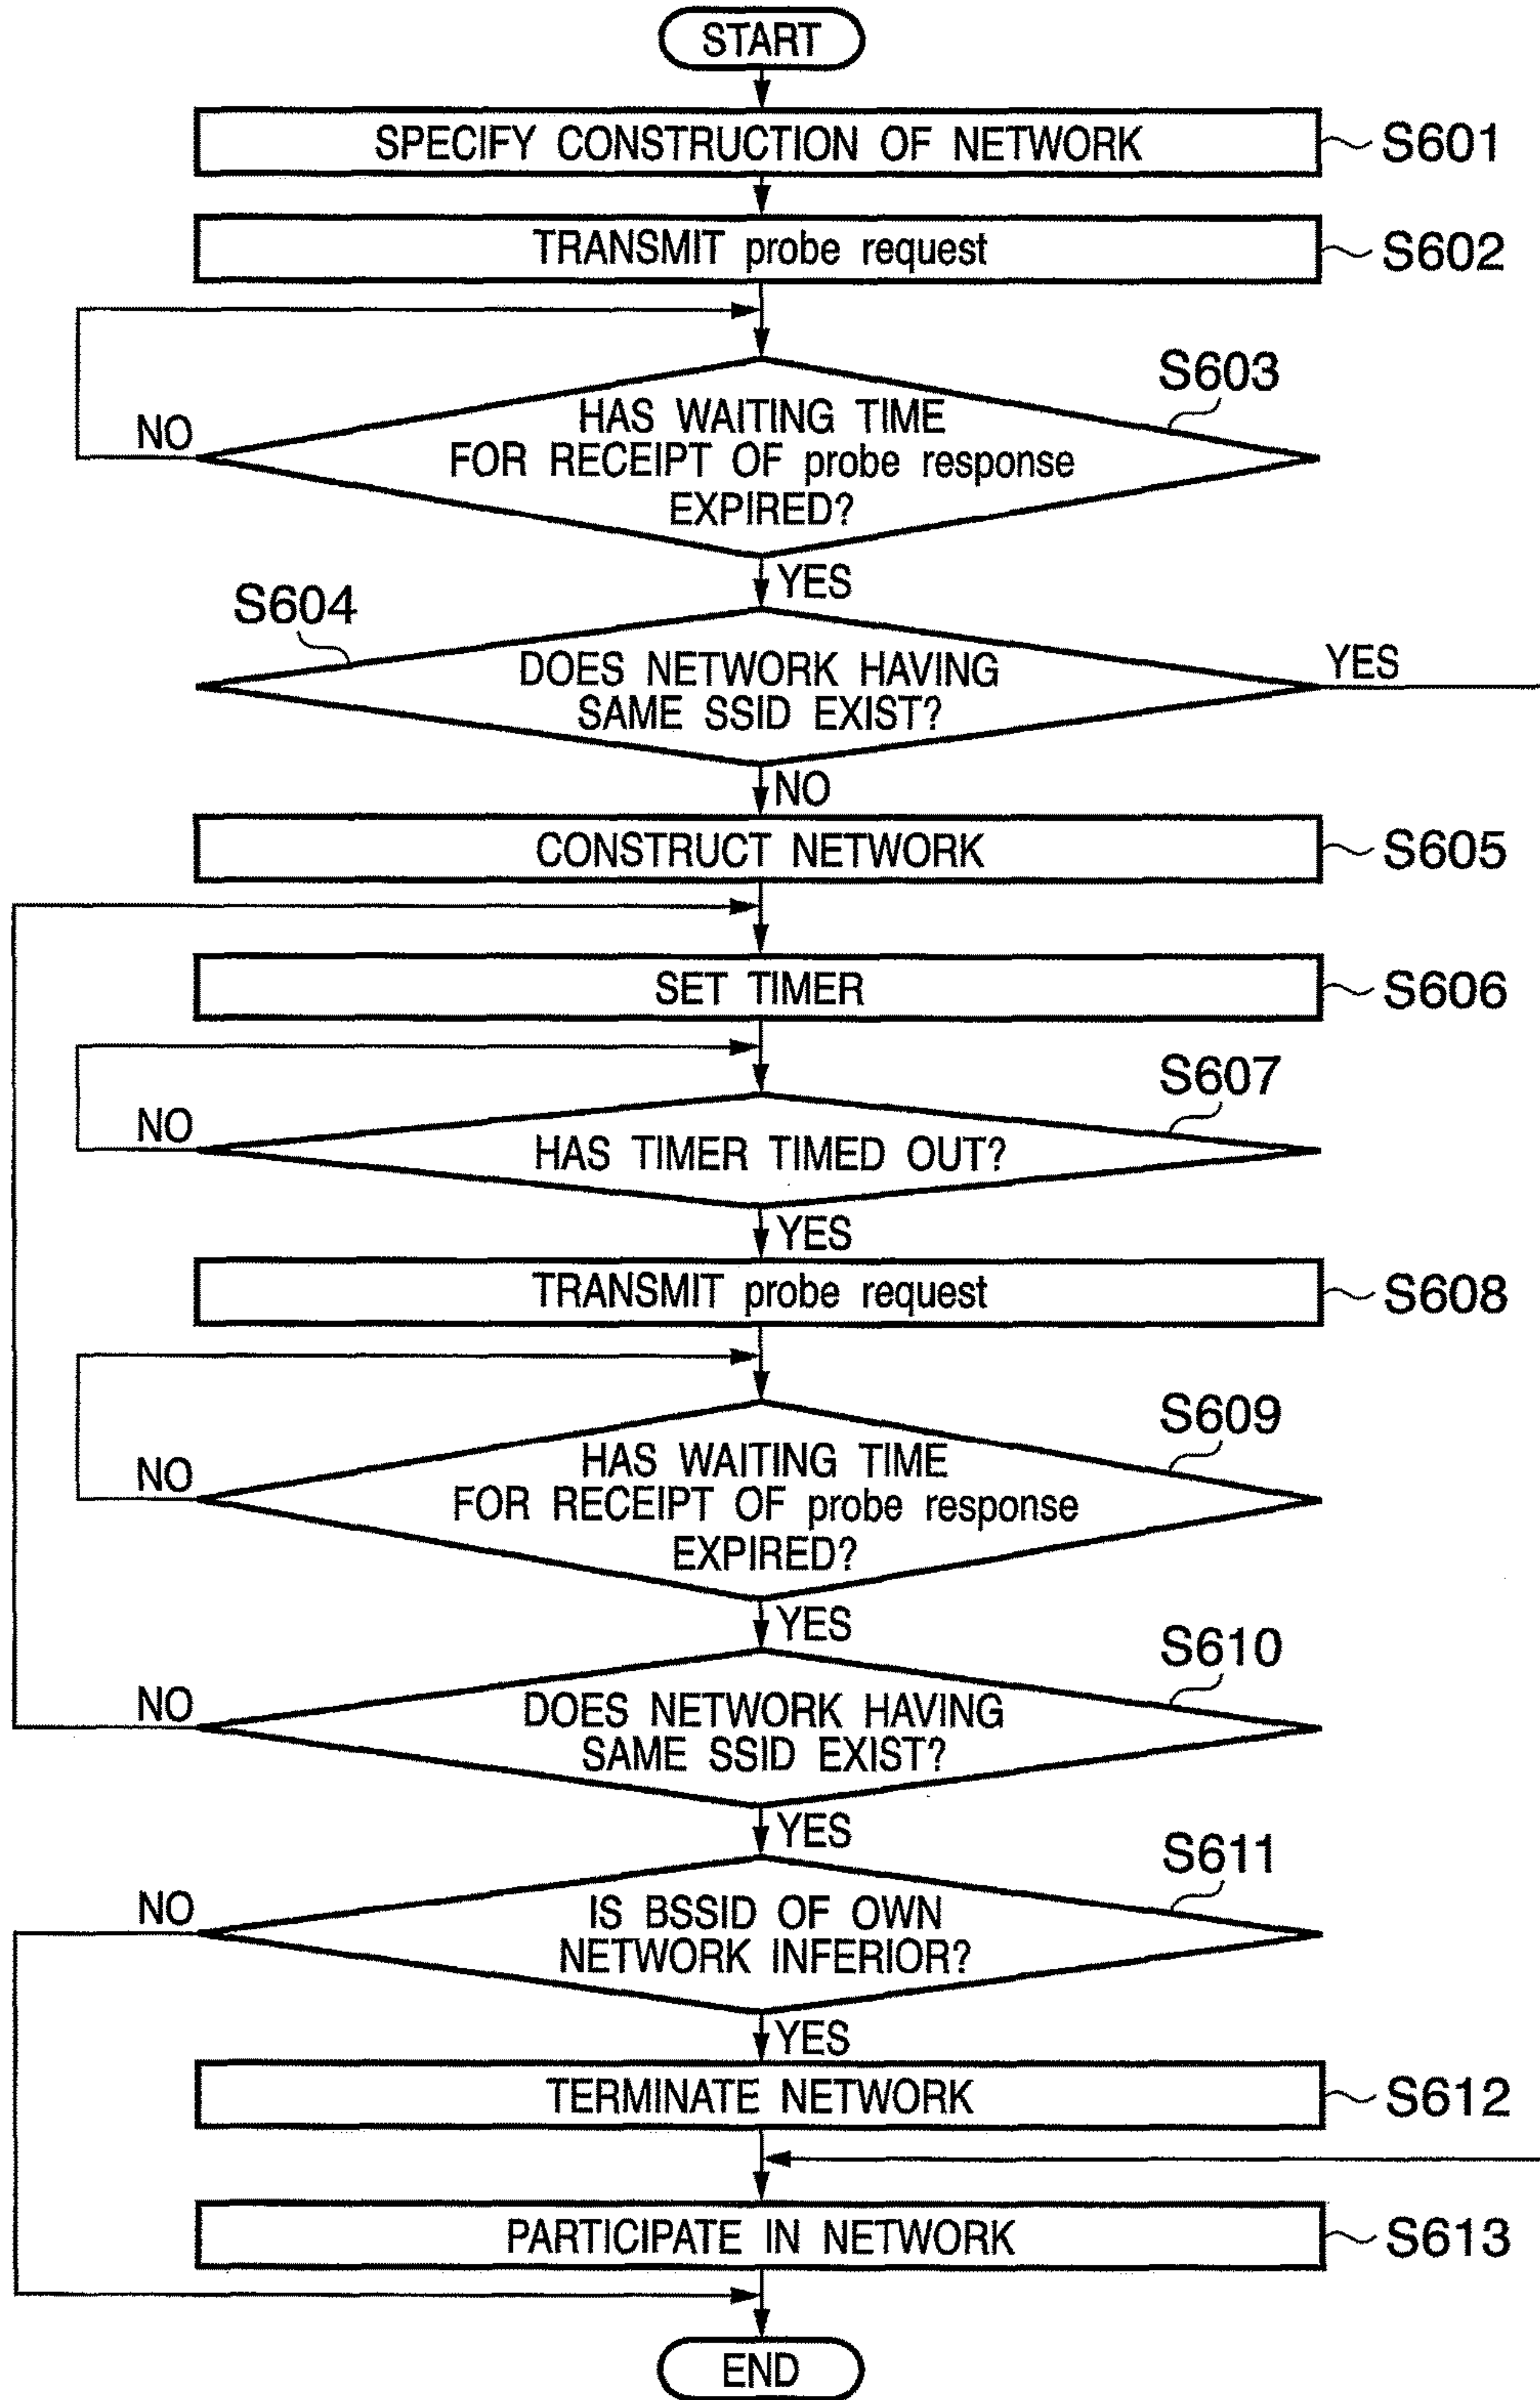 START
SPECIFY CONSTRUCTION OF NETWORK
S601
TRANSMIT probe request
S602
S603
HAS WAITING TIME
FOR RECEIPT OF probe response
EXPIRED?
NO
YES
S604
DOES NETWORK HAVING
SAME SSID EXIST?
YES
NO
CONSTRUCT NETWORK
S605
SET TIMER
S606
S607
NO
HAS TIMER TIMED OUT?
YES
TRANSMIT probe request
S608
S609
HAS WAITING TIME
FOR RECEIPT OF probe response
EXPIRED?
NO
YES
S610
NO
DOES NETWORK HAVING
SAME SSID EXIST?
YES
S611
NO
IS BSSID OF OWN
NETWORK INFERIOR?
YES
TERMINATE NETWORK
S612
PARTICIPATE IN NETWORK
S613
END